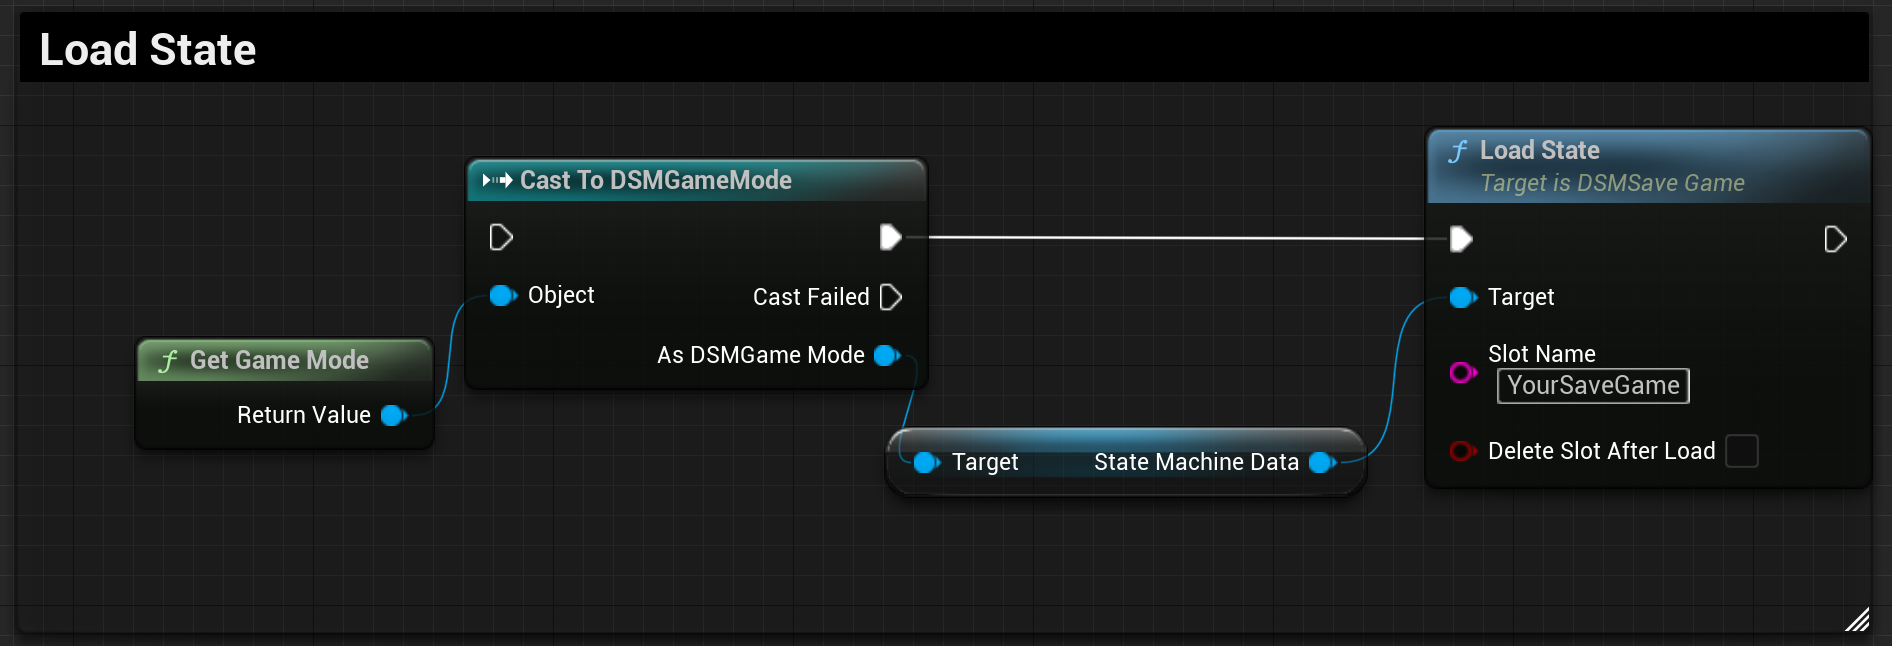 Load State
Cast To DSMGameMode
Object
Cast Failed
As DSMGame Mode
f Get Game Mode
Return Value
Target
State Machine Data
f Load State
Target is DSMSave Game
Target
Slot Name
YourSaveGame
Delete Slot After Load